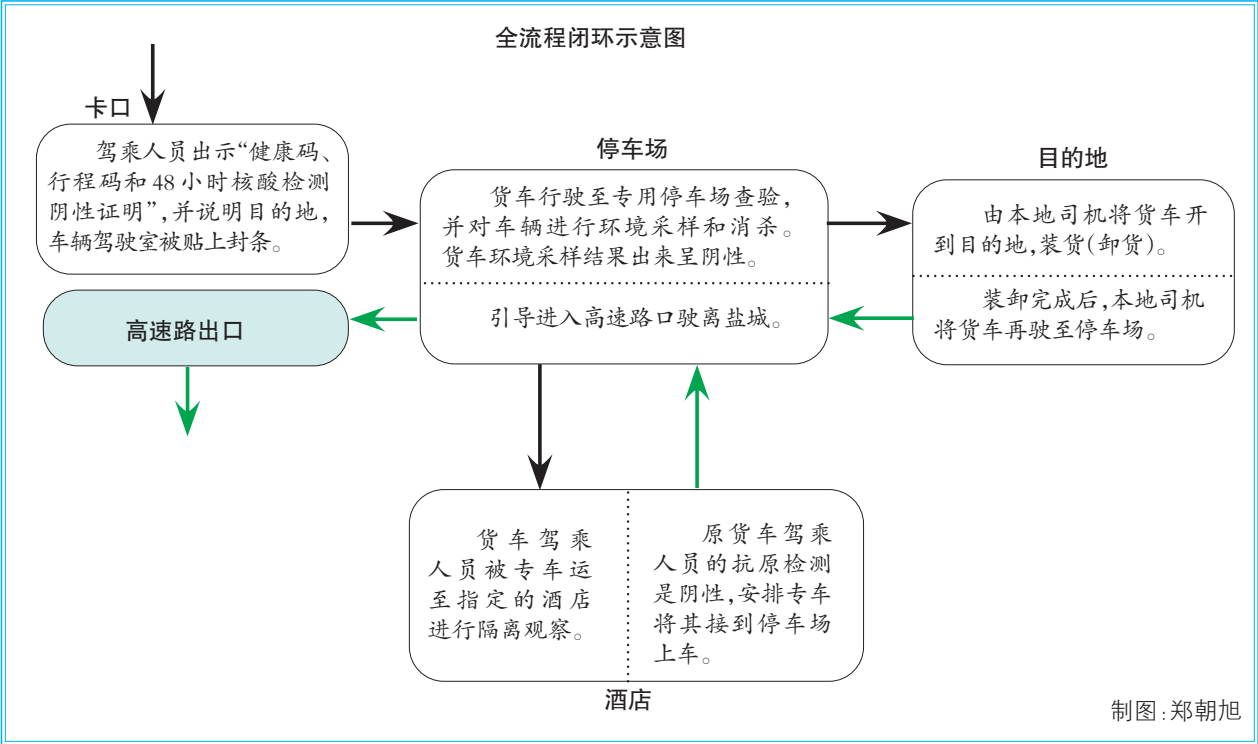 全流程闭环示意图
卡口
驾乘人员出示“健康码、
行程码和48小时核酸检测
阴性证明”,并说明目的地,
车辆驾驶室被贴上封条。
停车场
货车行驶至专用停车场查验,
并对车辆进行环境采样和消杀。
货车环境采样结果出来呈阴性。
引导进入高速路口驶离盐城。
目的地
由本地司机将货车开
到目的地,装货(卸货)。
装卸完成后,本地司机
将货车再驶至停车场。
高速路出口
货车驾乘
人员被专车运
至指定的酒店
进行隔离观察。
原货车驾乘
人员的抗原检测
是阴性,安排专车
将其接到停车场
上车。
酒店
制图:郑朝旭